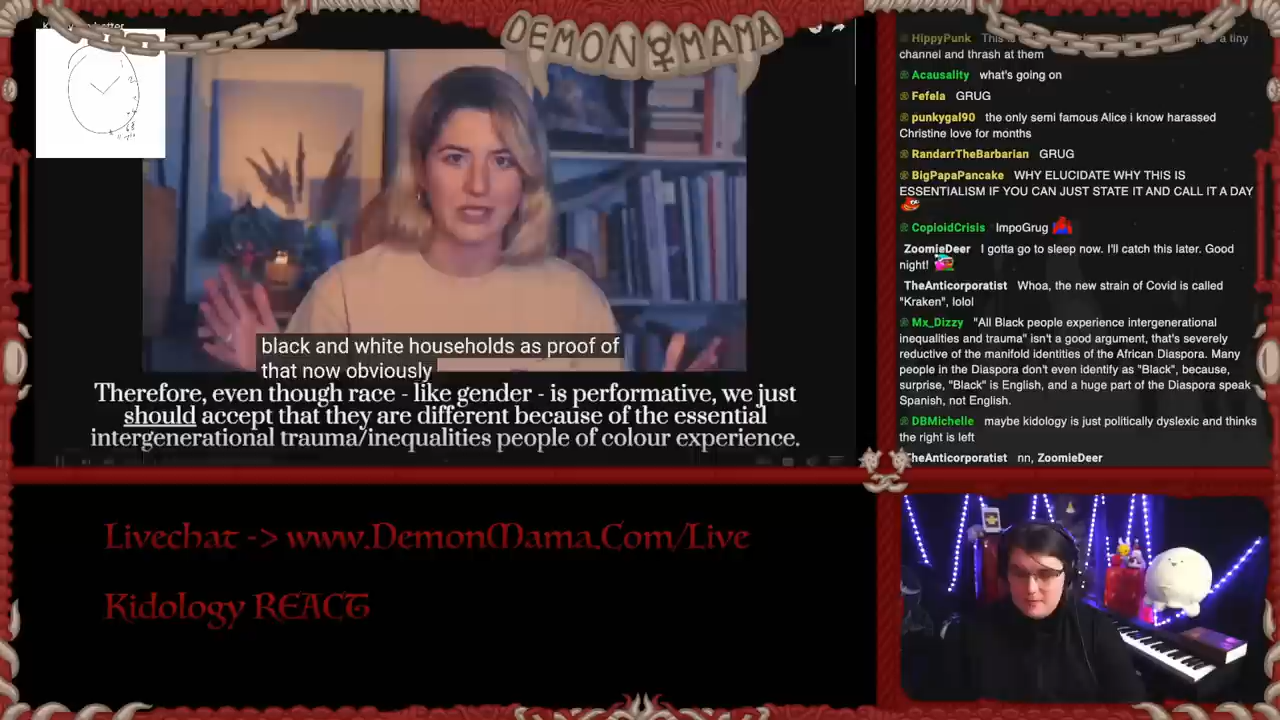 DEMON MAMA
black and white households as proof of
that now obviously
Therefore, even though race - like gender - is performative, we just
should accept that they are different because of the essential
intergenerational trauma/inequalities people of colour experience.
Livechat -> www.DemonMama.Com/Live
Kidology REACT
HippyPunk This is a tiny
channel and thrash at them
Acausality what's going on
Fefela GRUG
punkygal90 the only semi famous Alice i know harassed
Christine love for months
RandarrTheBarbarian GRUG
BigPapaPancake WHY ELUCIDATE WHY THIS IS
ESSENTIALISM IF YOU CAN JUST STATE IT AND CALL IT A DAY
CopioidCrisis ImpoGrug
ZoomieDeer I gotta go to sleep now. I'll catch this later. Good
night!
TheAnticorporatist Whoa, the new strain of Covid is called
"Kraken", lolol
Mx_Dizzy "All Black people experience intergenerational
inequalities and trauma" isn't a good argument, that's severely
reductive of the manifold identities of the African Diaspora. Many
people in the Diaspora don't even identify as "Black", because,
surprise, "Black" is English, and a huge part of the Diaspora speak
Spanish, not English.
DBMichelle maybe kidology is just politically dyslexic and thinks
the right is left
TheAnticorporatist nn, ZoomieDeer